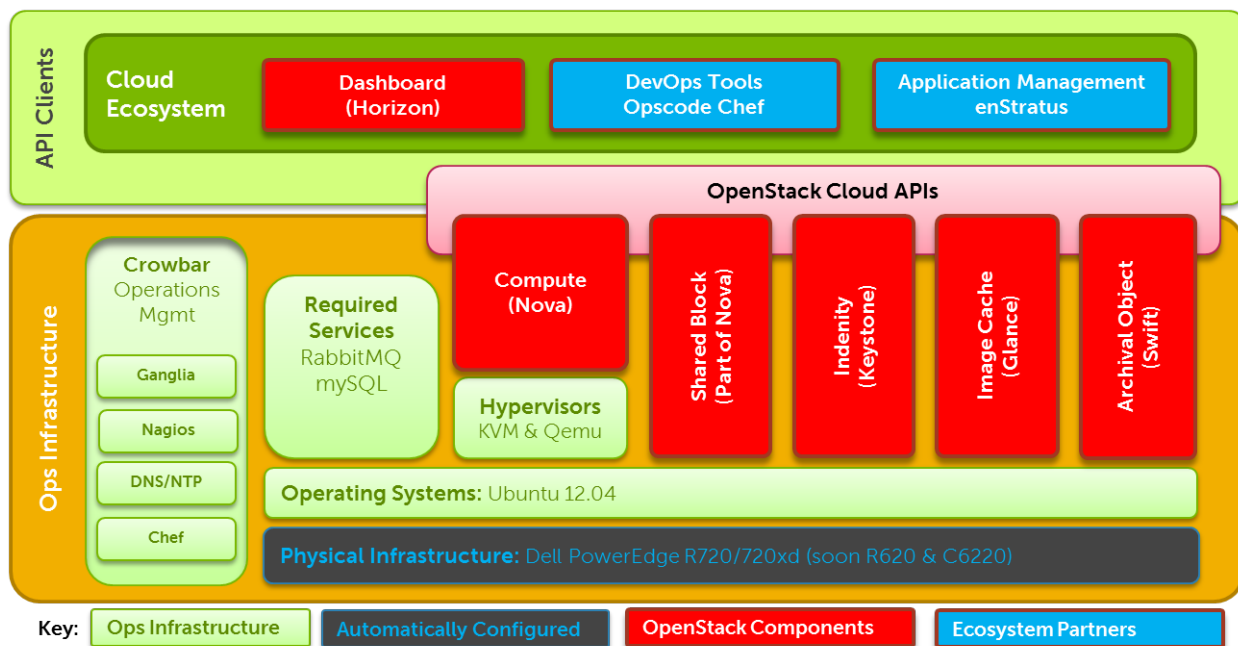 API Clients
Cloud
Ecosystem
Dashboard
(Horizon)
DevOps Tools
Opscode Chef
Application Management
enStratus
OpenStack Cloud APIs
Ops Infrastructure
Crowbar
Operations
Mgmt
Ganglia
Nagios
DNS/NTP
Chef
Required
Services
RabbitMQ
mySQL
Compute
(Nova)
Hypervisors
KVM & Qemu
Shared Block
(Part of Nova)
Indenity
(Keystone)
Image Cache
(Glance)
Archival Object
(Swift)
Operating Systems: Ubuntu 12.04
Physical Infrastructure: Dell PowerEdge R720/720xd (soon R620 & C6220)
Key:
Ops Infrastructure
Automatically Configured
OpenStack Components
Ecosystem Partners